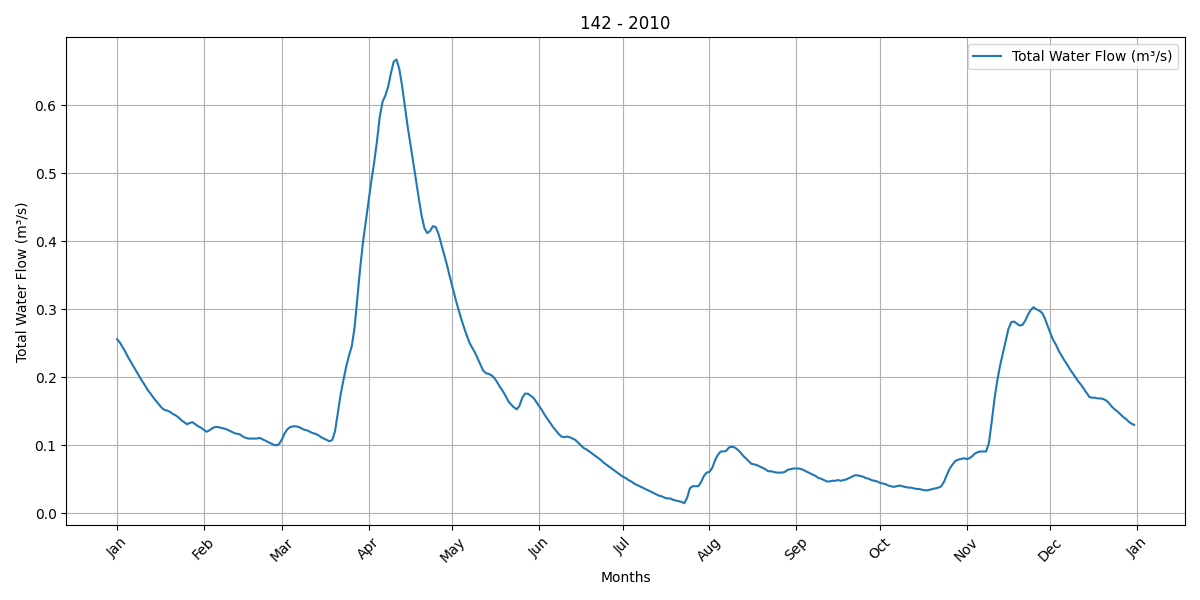 142 - 2010
Total Water Flow (m³/s)
Total Water Flow (m³/s)
0.6
0.5
0.4
0.3
0.2
0.1
0.0
Jan Feb Mar Apr May Jun Jul Aug Sep Oct Nov Dec Jan
Months